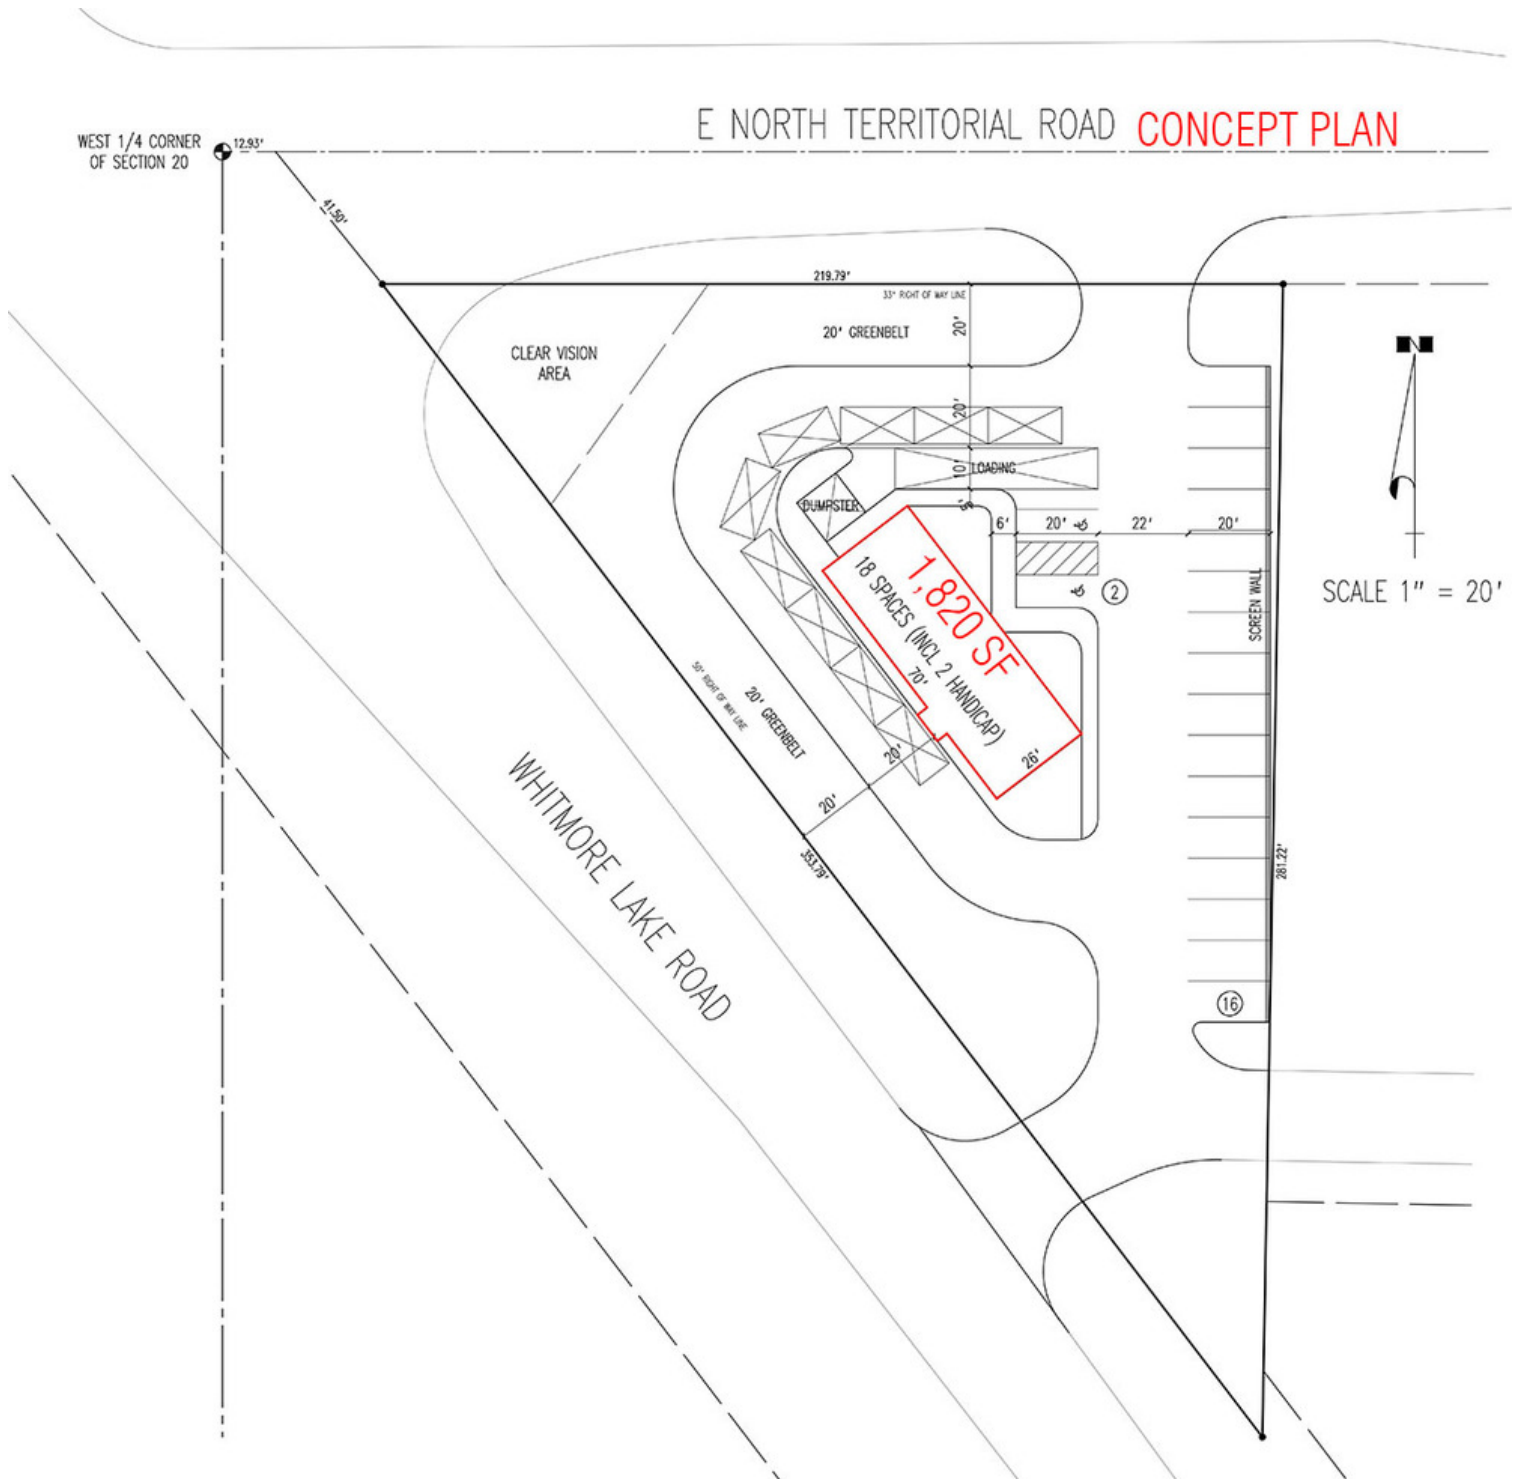 E NORTH TERRITORIAL ROAD CONCEPT PLAN
WEST 1/4 CORNER
OF SECTION 20
12.93'
41.50'
219.79'
33' RIGHT OF WAY LINE
20' GREENBELT
20'
CLEAR VISION
AREA
N
20'
10'
LOADING
5'
DUMPSTER
6'
20'
22'
20'
2
SCREEN WALL
SCALE 1" = 20'
1,820 SF
18 SPACES (INCL 2 HANDICAP)
70'
26'
50' RIGHT OF WAY LINE
20' GREENBELT
20'
20'
353.79'
281.22'
WHITMORE LAKE ROAD
16